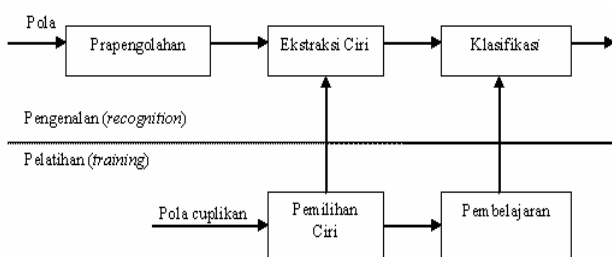 Pola
Prapengolahan
Ekstraksi Ciri
Klasifikasi
Pengenalan (recognition)
Pelatihan (training)
Pola cuplikan
Pemilihan
Ciri
Pembelajaran